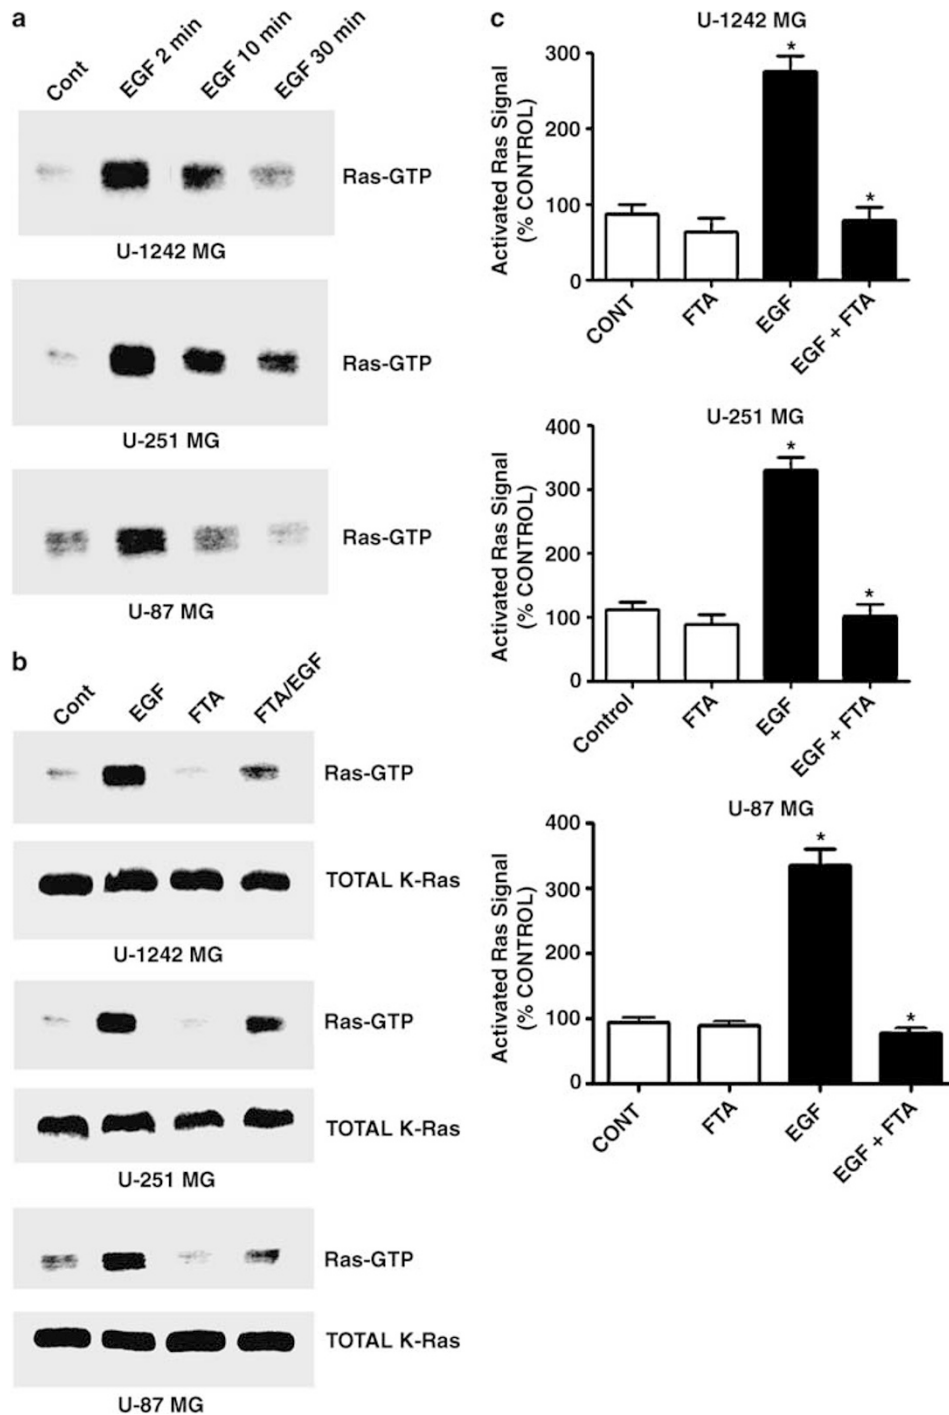 a
Cont
EGF 2 min
EGF 10 min
EGF 30 min
Ras-GTP
U-1242 MG
Ras-GTP
U-251 MG
Ras-GTP
U-87 MG
b
Cont
EGF
FTA
FTA/EGF
Ras-GTP
TOTAL K-Ras
U-1242 MG
Ras-GTP
TOTAL K-Ras
U-251 MG
Ras-GTP
TOTAL K-Ras
U-87 MG
c
U-1242 MG
Activated Ras Signal
(% CONTROL)
300
200
100
0
*
*
CONT
FTA
EGF
EGF + FTA
U-251 MG
Activated Ras Signal
(% CONTROL)
400
300
200
100
0
*
*
Control
FTA
EGF
EGF + FTA
U-87 MG
Activated Ras Signal
(% CONTROL)
400
300
200
100
0
*
*
CONT
FTA
EGF
EGF + FTA